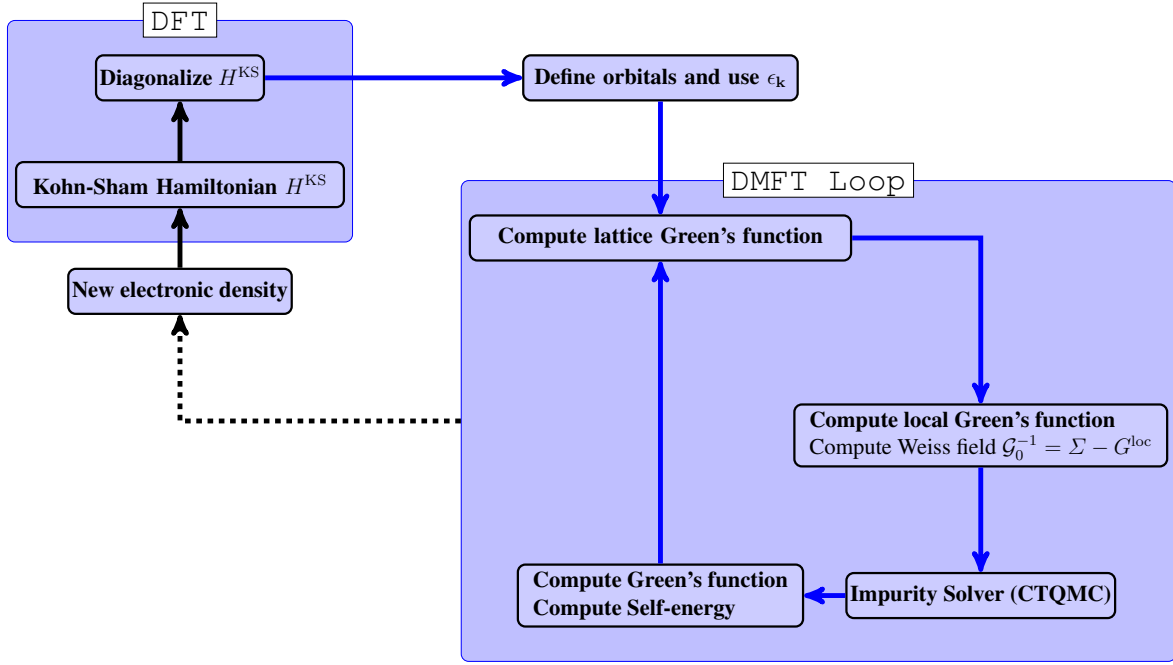 DFT
Diagonalize H^KS
Define orbitals and use ϵ_k
Kohn-Sham Hamiltonian H^KS
DMFT Loop
Compute lattice Green's function
New electronic density
Compute local Green's function
Compute Weiss field 𝒢_0^{-1} = Σ − G^loc
Compute Green's function
Compute Self-energy
Impurity Solver (CTQMC)